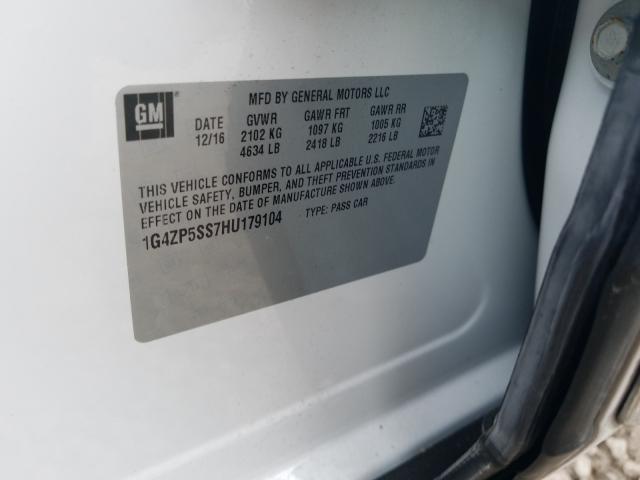 GM
MFD BY GENERAL MOTORS LLC
DATE GVWR GAWR FRT GAWR RR
12/16 2102 KG 1097 KG 1005 KG
4634 LB 2418 LB 2216 LB
THIS VEHICLE CONFORMS TO ALL APPLICABLE U.S. FEDERAL MOTOR
VEHICLE SAFETY, BUMPER, AND THEFT PREVENTION STANDARDS IN
EFFECT ON THE DATE OF MANUFACTURE SHOWN ABOVE.
1G4ZP5SS7HU179104 TYPE: PASS CAR